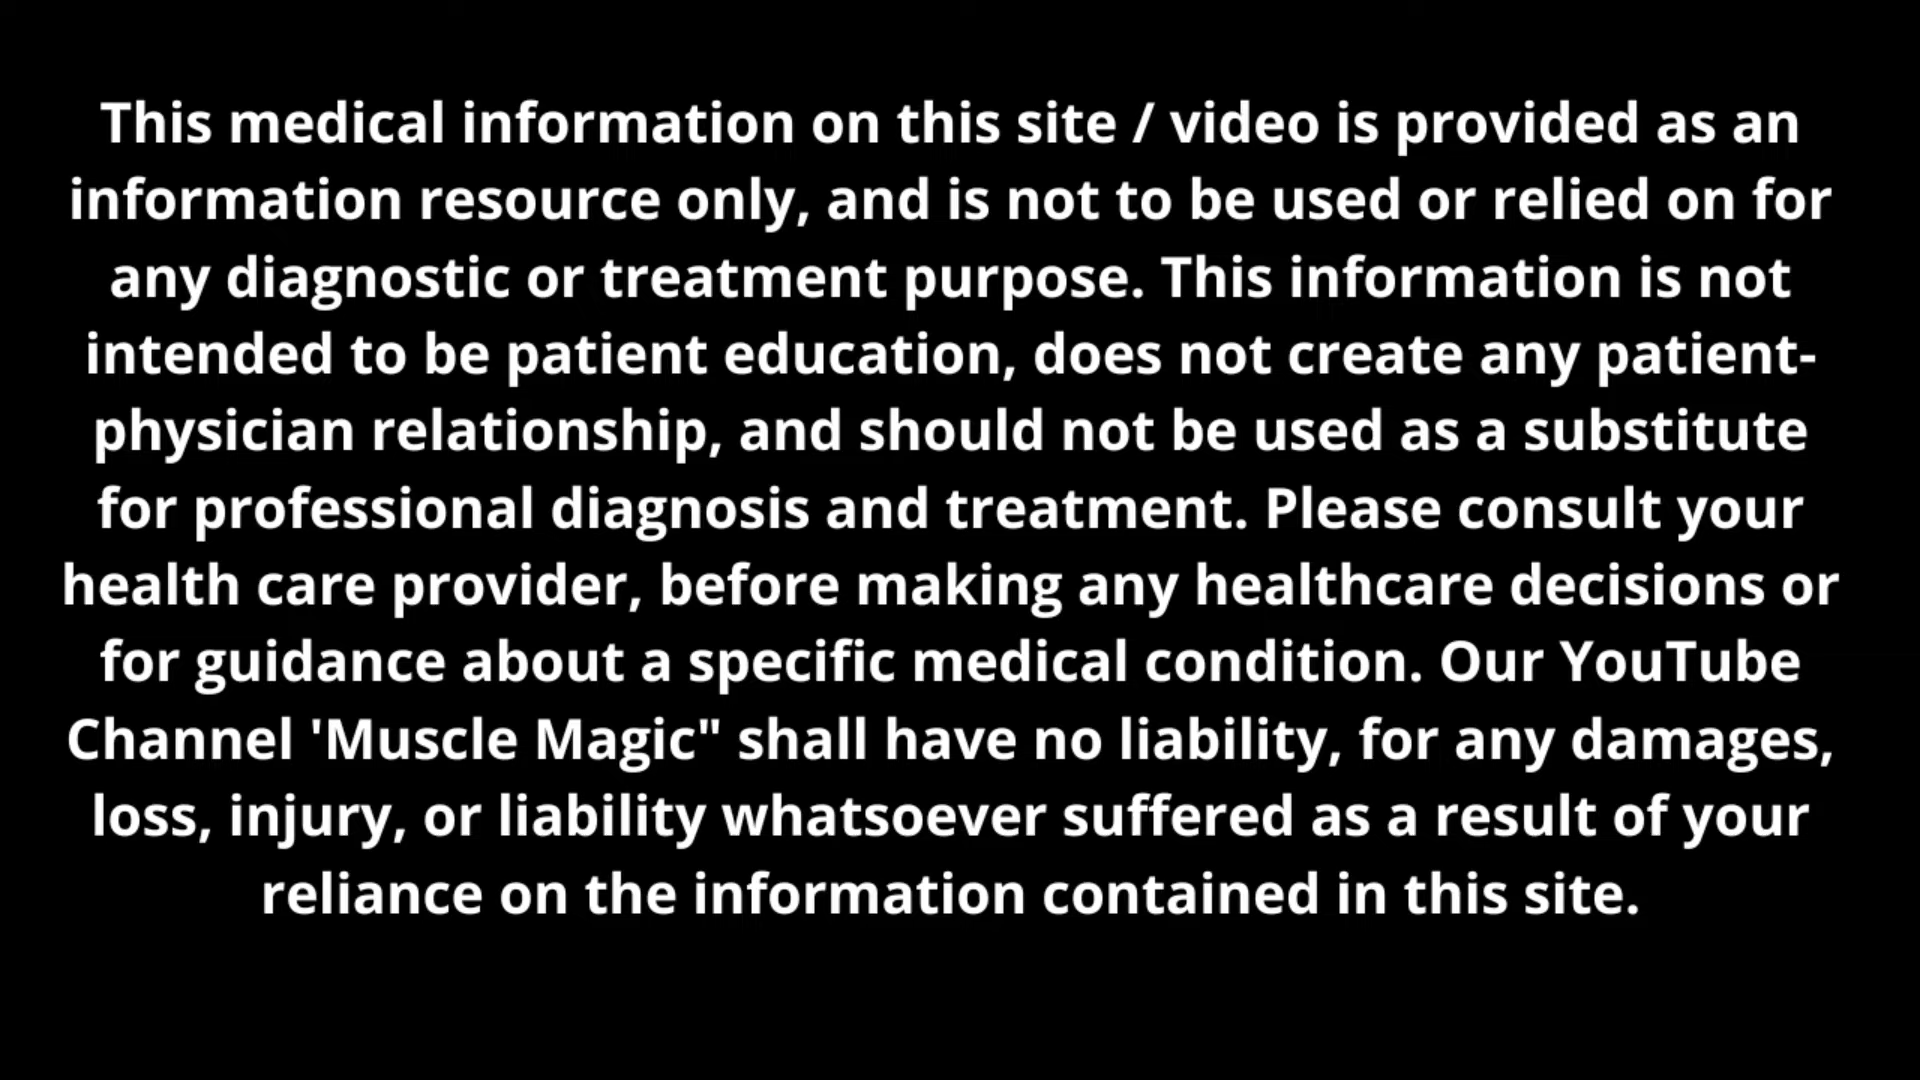 This medical information on this site / video is provided as an
information resource only, and is not to be used or relied on for
any diagnostic or treatment purpose. This information is not
intended to be patient education, does not create any patient-
physician relationship, and should not be used as a substitute
for professional diagnosis and treatment. Please consult your
health care provider, before making any healthcare decisions or
for guidance about a specific medical condition. Our YouTube
Channel 'Muscle Magic" shall have no liability, for any damages,
loss, injury, or liability whatsoever suffered as a result of your
reliance on the information contained in this site.